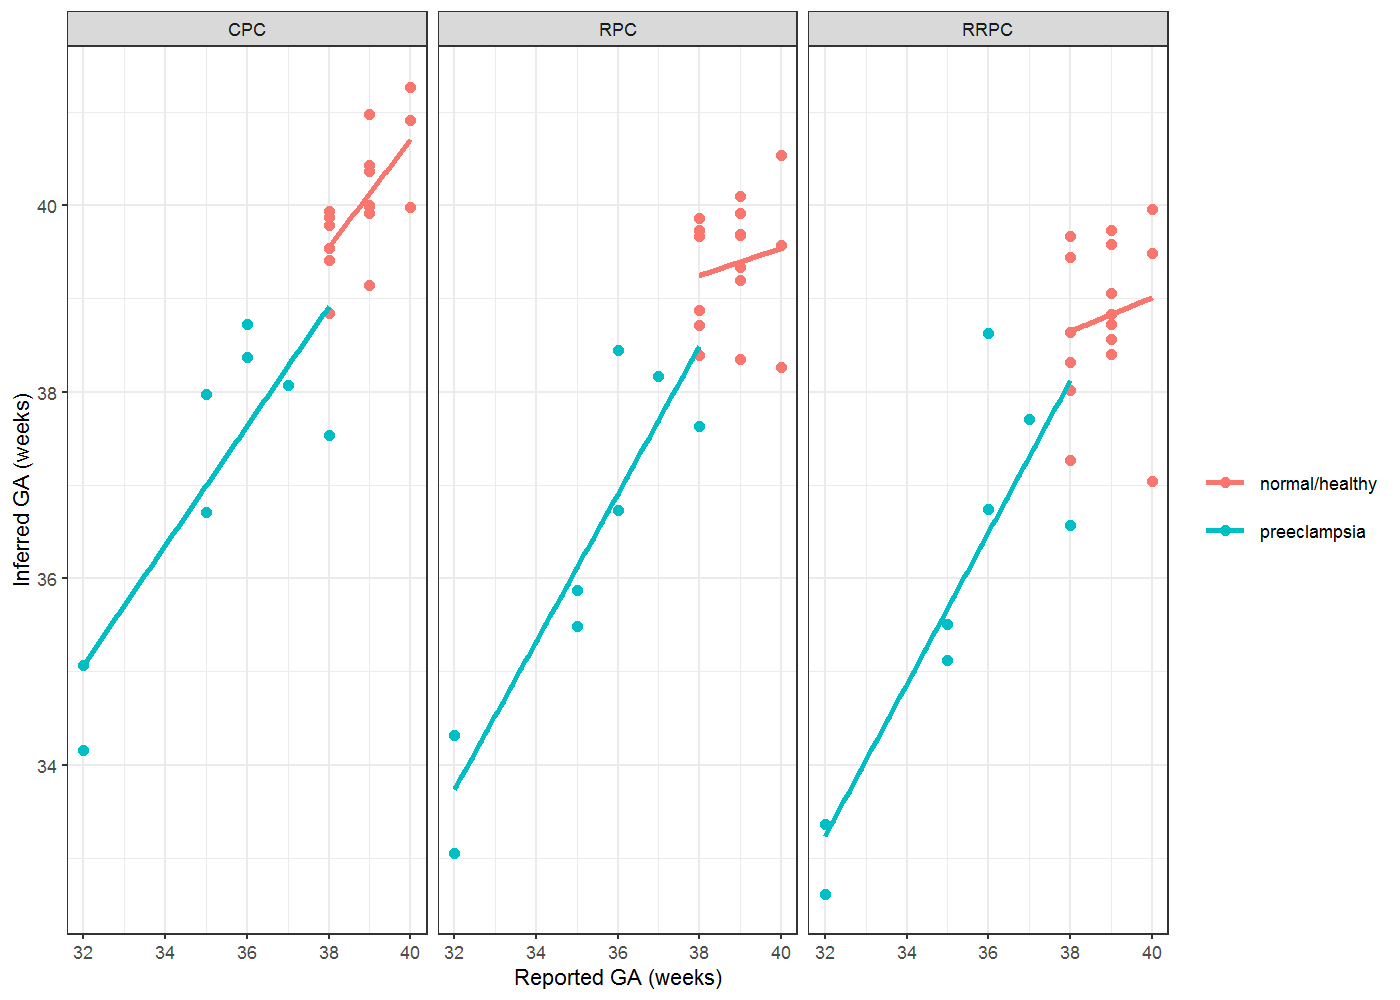 CPC
RPC
RRPC
Inferred GA (weeks)
40
38
36
34
32 34 36 38 40
32 34 36 38 40
32 34 36 38 40
Reported GA (weeks)
normal/healthy
preeclampsia